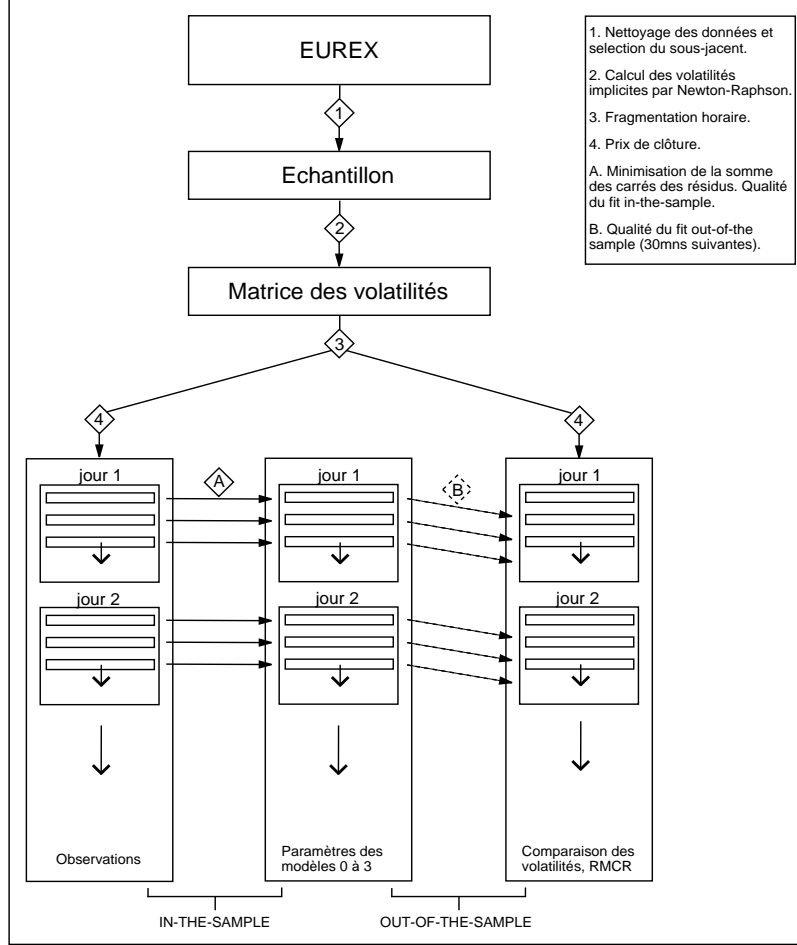 EUREX
1. Nettoyage des données et
selection du sous-jacent.
2. Calcul des volatilités
implicites par Newton-Raphson.
3. Fragmentation horaire.
4. Prix de clôture.
A. Minimisation de la somme
des carrés des résidus. Qualité
du fit in-the-sample.
B. Qualité du fit out-of-the
sample (30mns suivantes).
1
Echantillon
2
Matrice des volatilités
3
4
4
jour 1
A
jour 1
B
jour 1
jour 2
jour 2
jour 2
Observations
Paramètres des
modèles 0 à 3
Comparaison des
volatilités, RMCR
IN-THE-SAMPLE
OUT-OF-THE-SAMPLE